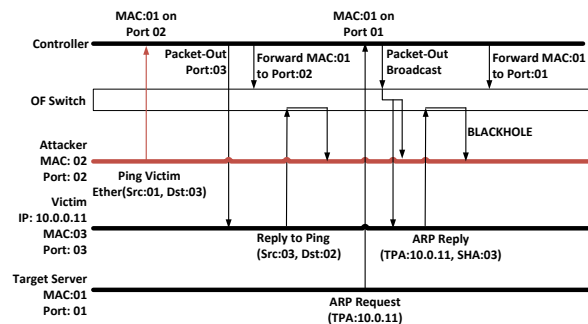 MAC:01 on
Port 02
MAC:01 on
Port 01
Controller
Packet-Out
Port:03
Forward MAC:01
to Port:02
Packet-Out
Broadcast
Forward MAC:01
to Port:01
OF Switch
BLACKHOLE
Attacker
MAC: 02
Port: 02
Ping Victim
Ether(Src:01, Dst:03)
Victim
IP: 10.0.0.11
MAC:03
Port: 03
Reply to Ping
(Src:03, Dst:02)
ARP Reply
(TPA:10.0.11, SHA:03)
Target Server
MAC:01
Port: 01
ARP Request
(TPA:10.0.11)